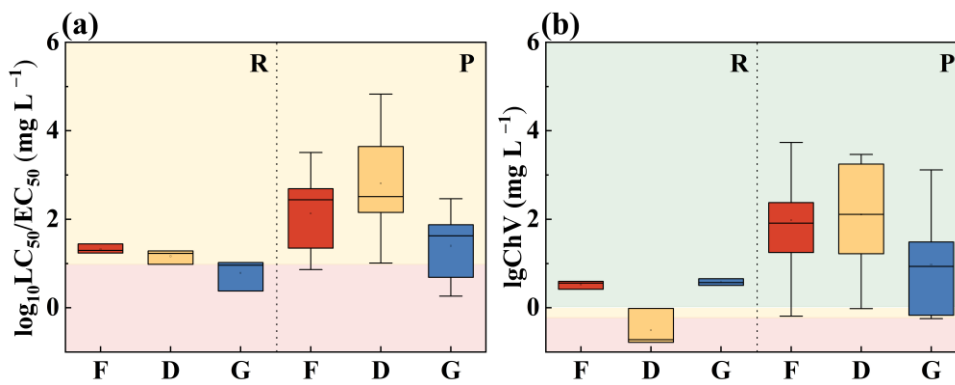 (a)
(b)
log₁₀LC₅₀/EC₅₀ (mg L⁻¹)
6
4
2
0
R
P
F D G F D G
lgChV (mg L⁻¹)
6
4
2
0
R
P
F D G F D G